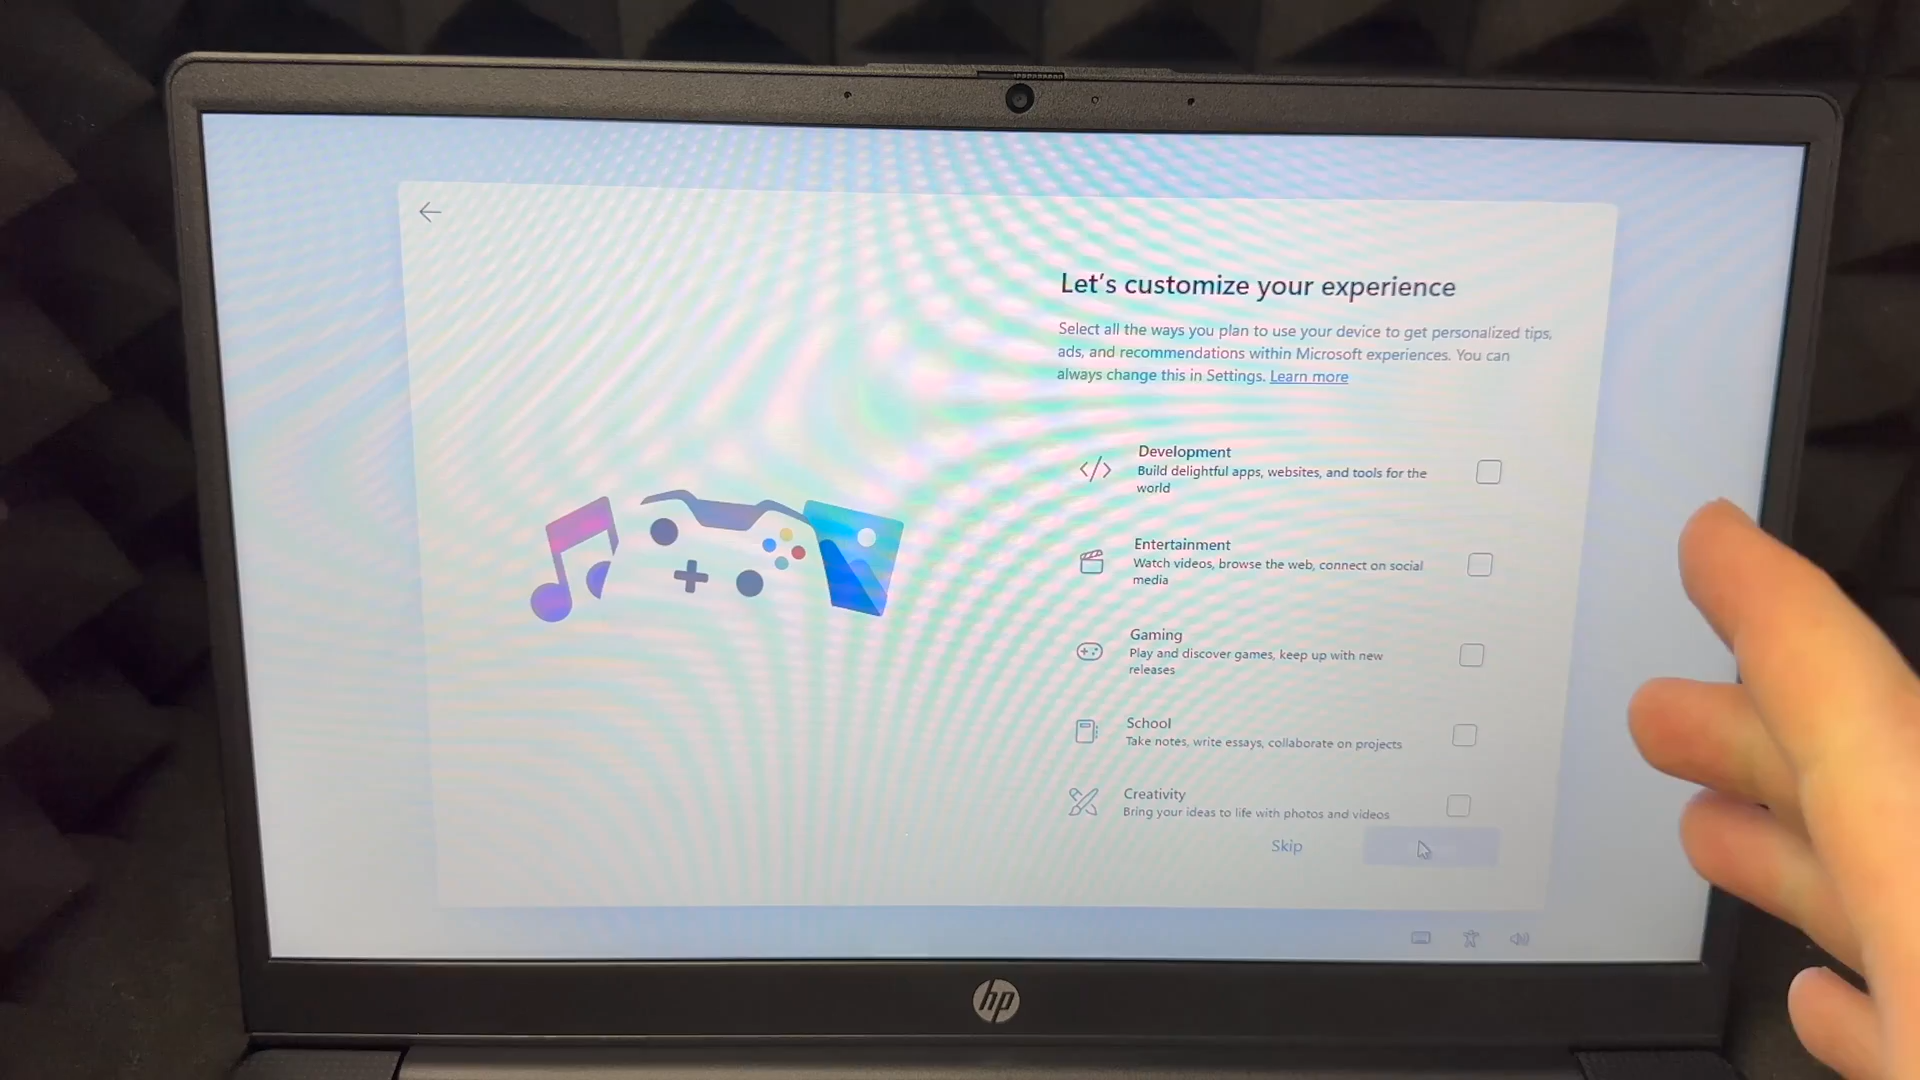 Let's customize your experience
Select all the ways you plan to use your device to get personalized tips,
ads, and recommendations within Microsoft experiences. You can
always change this in Settings. Learn more
Development
Build delightful apps, websites, and tools for the
world
Entertainment
Watch videos, browse the web, connect on social
media
Gaming
Play and discover games, keep up with new
releases
School
Take notes, write essays, collaborate on projects
Creativity
Bring your ideas to life with photos and videos
Skip
hp